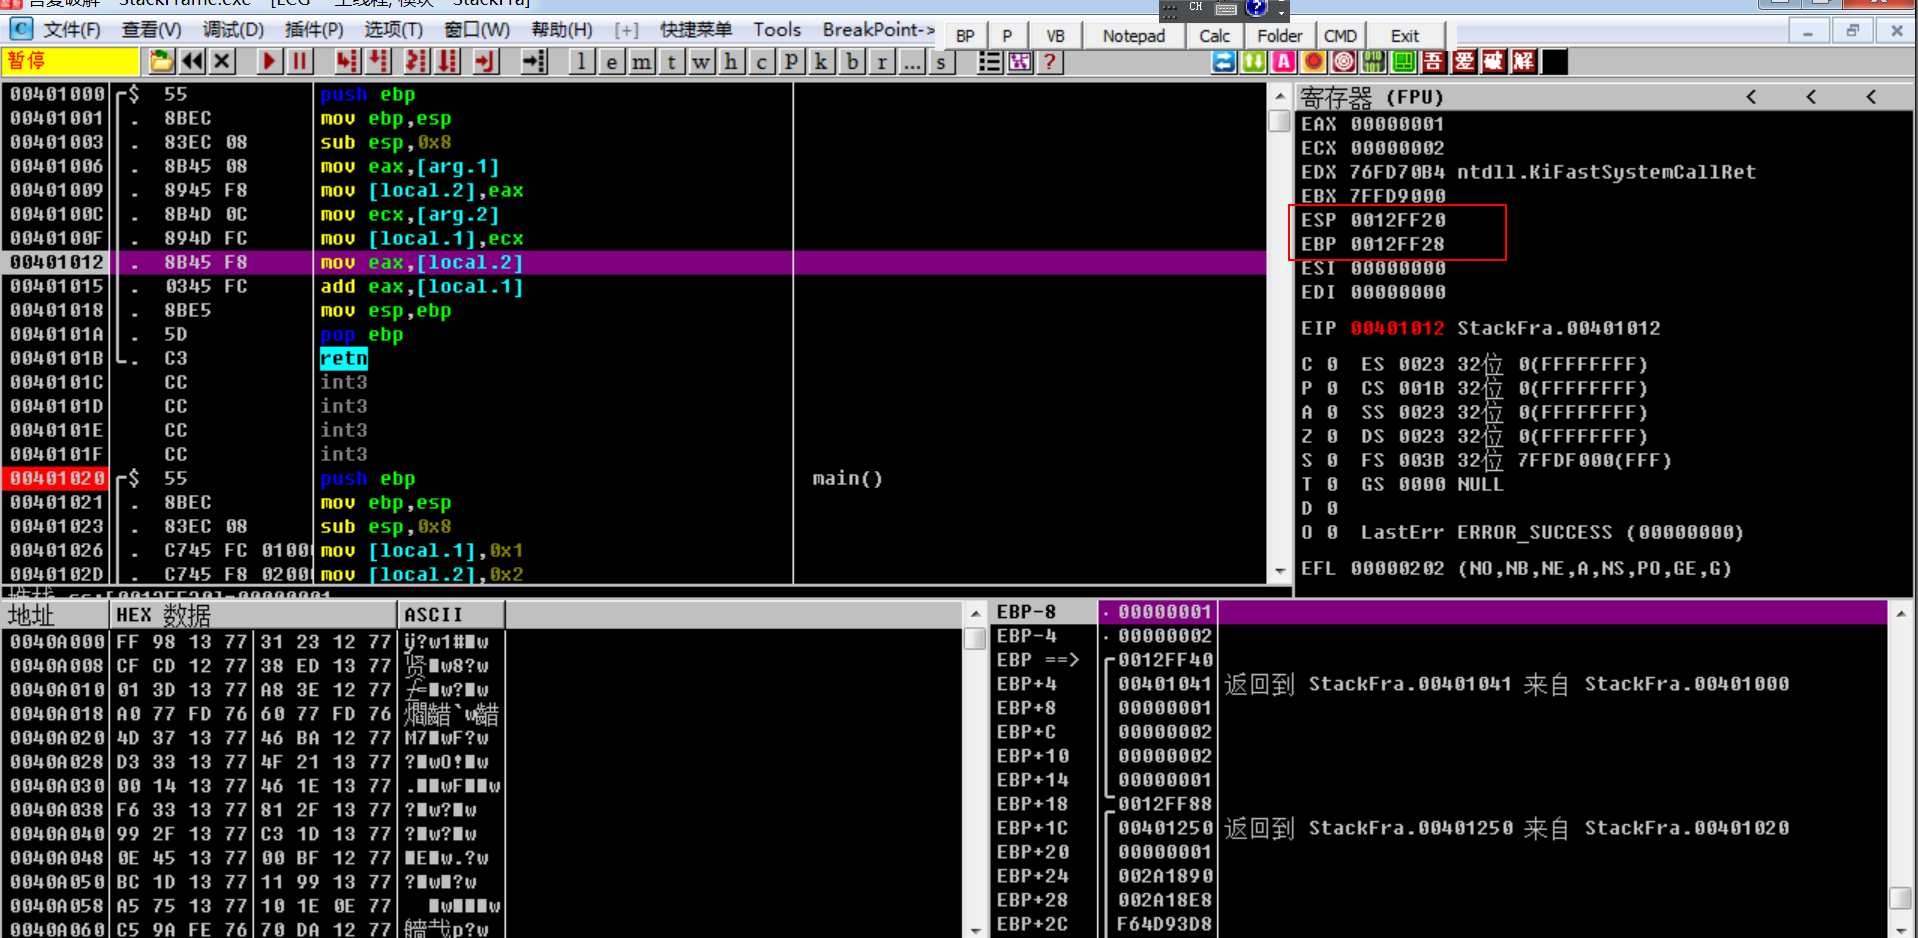 吾爱破解 - StackFrame.exe - [LCG - 主线程, 模块 - StackFra]
CH
文件(F) 查看(V) 调试(D) 插件(P) 选项(T) 窗口(W) 帮助(H) [+] 快捷菜单 Tools BreakPoint-> BP P VB Notepad Calc Folder CMD Exit
暂停 l e m t w h c p k b r ... s ? 吾 爱 破 解
00401000 $ 55 push ebp
00401001 . 8BEC mov ebp,esp
00401003 . 83EC 08 sub esp,0x8
00401006 . 8B45 08 mov eax,[arg.1]
00401009 . 8945 F8 mov [local.2],eax
0040100C . 8B4D 0C mov ecx,[arg.2]
0040100F . 894D FC mov [local.1],ecx
00401012 . 8B45 F8 mov eax,[local.2]
00401015 . 0345 FC add eax,[local.1]
00401018 . 8BE5 mov esp,ebp
0040101A . 5D pop ebp
0040101B . C3 retn
0040101C CC int3
0040101D CC int3
0040101E CC int3
0040101F CC int3
00401020 $ 55 push ebp main()
00401021 . 8BEC mov ebp,esp
00401023 . 83EC 08 sub esp,0x8
00401026 . C745 FC 0100 mov [local.1],0x1
0040102D . C745 F8 0200 mov [local.2],0x2
寄存器 (FPU) < < <
EAX 00000001
ECX 00000002
EDX 76FD70B4 ntdll.KiFastSystemCallRet
EBX 7FFD9000
ESP 0012FF20
EBP 0012FF28
ESI 00000000
EDI 00000000
EIP 00401012 StackFra.00401012
C 0 ES 0023 32位 0(FFFFFFFF)
P 0 CS 001B 32位 0(FFFFFFFF)
A 0 SS 0023 32位 0(FFFFFFFF)
Z 0 DS 0023 32位 0(FFFFFFFF)
S 0 FS 003B 32位 7FFDF000(FFF)
T 0 GS 0000 NULL
D 0
O 0 LastErr ERROR_SUCCESS (00000000)
EFL 00000202 (NO,NB,NE,A,NS,PO,GE,G)
堆栈 ss:[0012FF20]=00000001
地址 HEX 数据 ASCII
0040A000 FF 98 13 77 31 23 12 77 ÿ?w1#■w
0040A008 CF CD 12 77 38 ED 13 77 贤■w8?w
0040A010 01 3D 13 77 A8 3E 12 77 =■w?■w
0040A018 A0 77 FD 76 60 77 FD 76
0040A020 4D 37 13 77 46 BA 12 77 M7■wF?w
0040A028 D3 33 13 77 4F 21 13 77 ?■wO!■w
0040A030 00 14 13 77 46 1E 13 77 .■■wF■■w
0040A038 F6 33 13 77 81 2F 13 77 ?■w?■w
0040A040 99 2F 13 77 C3 1D 13 77 ?■w?■w
0040A048 0E 45 13 77 00 BF 12 77 ■E■w.?w
0040A050 BC 1D 13 77 11 99 13 77 ?■w■?w
0040A058 A5 75 13 77 10 1E 0E 77 ■w■■■w
0040A060 C5 9A FE 76 70 DA 12 77 p?w
EBP-8 . 00000001
EBP-4 . 00000002
EBP ==> 0012FF40
EBP+4 00401041 返回到 StackFra.00401041 来自 StackFra.00401000
EBP+8 00000001
EBP+C 00000002
EBP+10 00000002
EBP+14 00000001
EBP+18 0012FF88
EBP+1C 00401250 返回到 StackFra.00401250 来自 StackFra.00401020
EBP+20 00000001
EBP+24 002A1890
EBP+28 002A18E8
EBP+2C F64D93D8